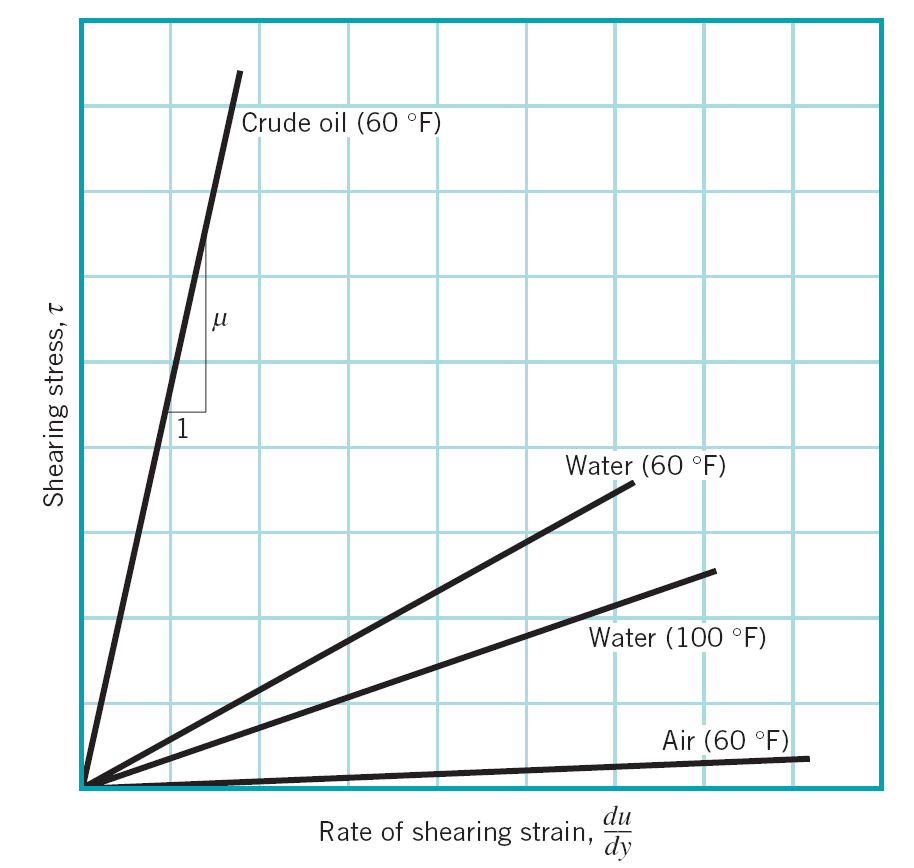 Crude oil (60 °F)
μ
1
Shearing stress, τ
Water (60 °F)
Water (100 °F)
Air (60 °F)
Rate of shearing strain, du/dy